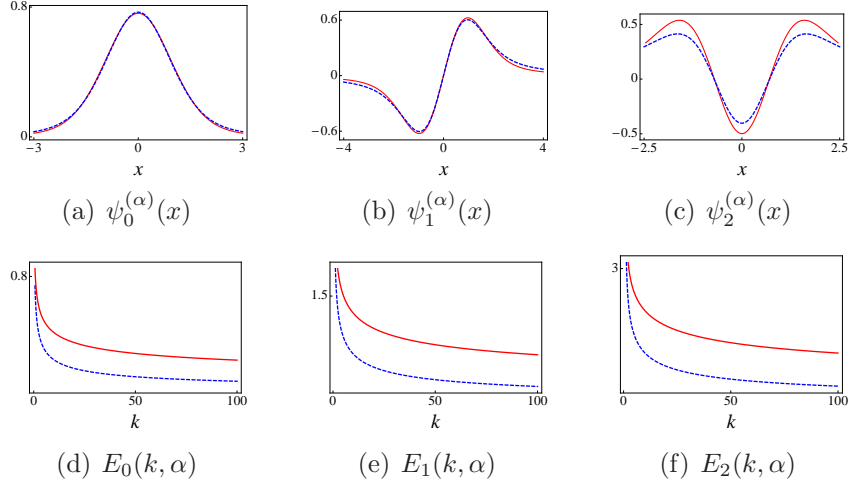 0.8
0
−3 0 3
x
(a) ψ₀^(α)(x)
0.6
0
−0.6
−4 0 4
x
(b) ψ₁^(α)(x)
0.5
0
−0.5
−2.5 0 2.5
x
(c) ψ₂^(α)(x)
0.8
0 50 100
k
(d) E₀(k, α)
1.5
0 50 100
k
(e) E₁(k, α)
3
0 50 100
k
(f) E₂(k, α)